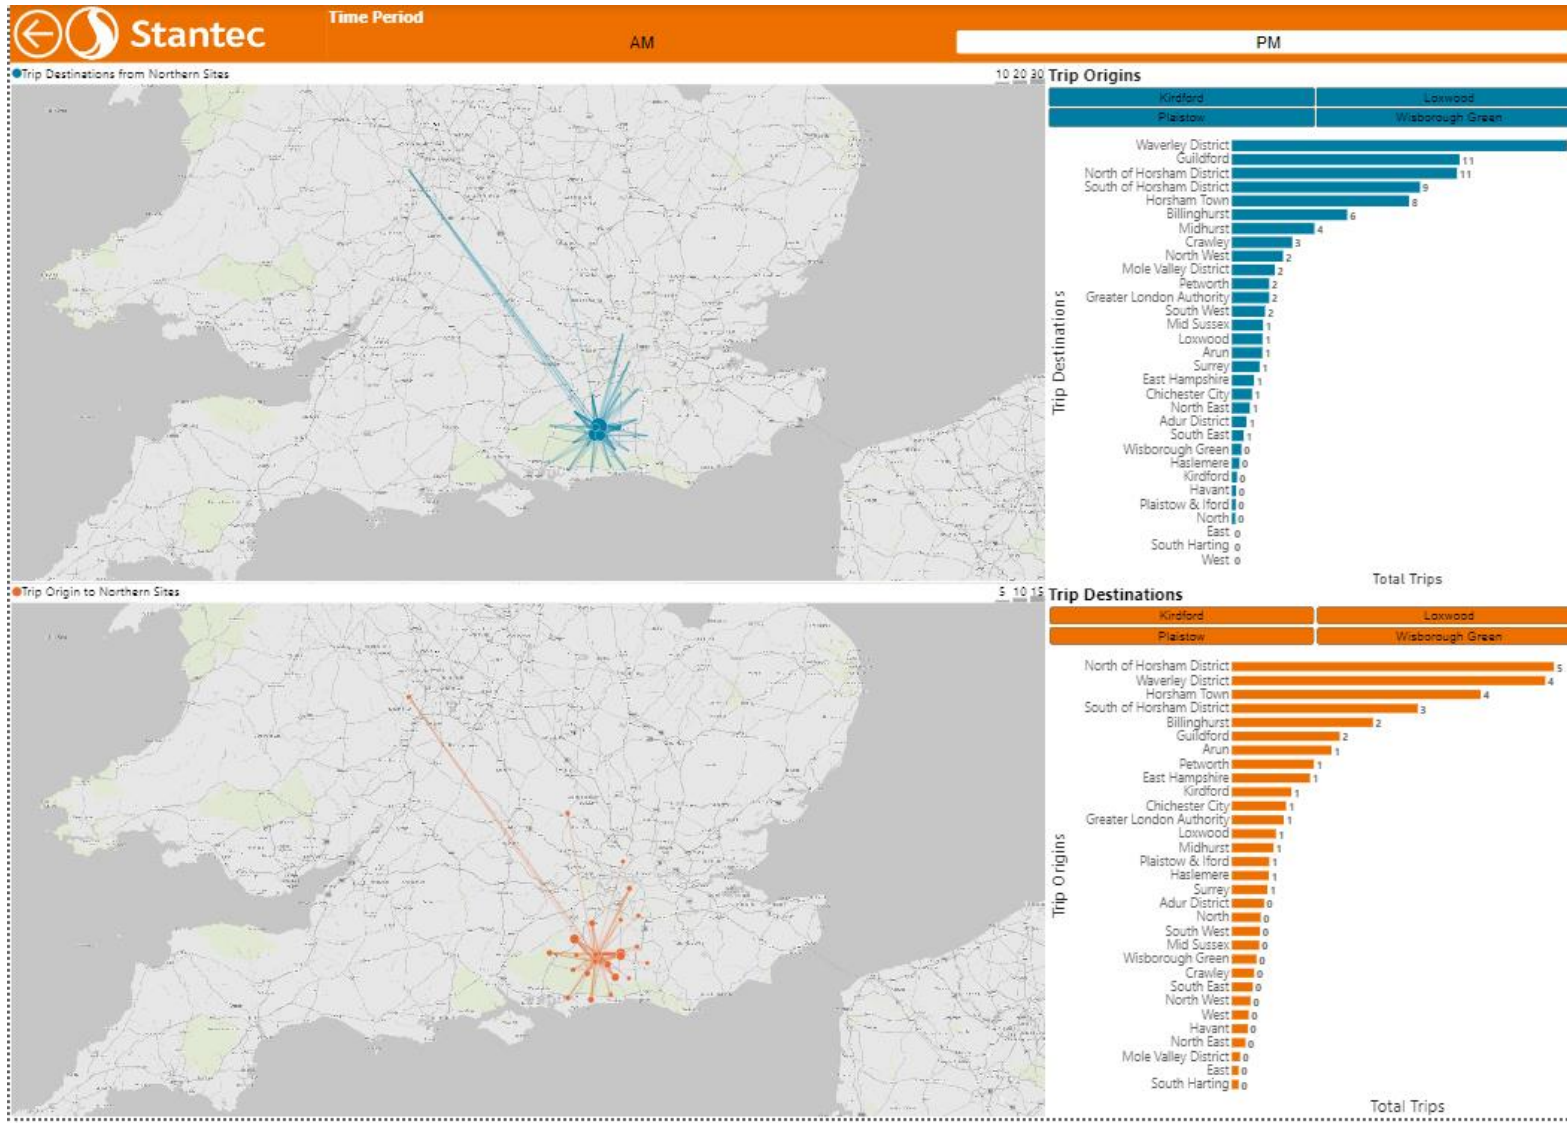 Stantec
Time Period
AM
PM
Trip Destinations from Northern Sites
10 20 30
Trip Origins
Kirdford
Loxwood
Plaistow
Wisborough Green
Trip Destinations
Waverley District
Guildford 11
North of Horsham District 11
South of Horsham District 9
Horsham Town 8
Billinghurst 6
Midhurst 4
Crawley 3
North West 2
Mole Valley District 2
Petworth 2
Greater London Authority 2
South West 2
Mid Sussex 1
Loxwood 1
Arun 1
Surrey 1
East Hampshire 1
Chichester City 1
North East 1
Adur District 1
South East 1
Wisborough Green 0
Haslemere 0
Kirdford 0
Havant 0
Plaistow & Iford 0
North 0
East 0
South Harting 0
West 0
Total Trips
Trip Origin to Northern Sites
5 10 15
Trip Destinations
Kirdford
Loxwood
Plaistow
Wisborough Green
Trip Origins
North of Horsham District 5
Waverley District 4
Horsham Town 4
South of Horsham District 3
Billinghurst 2
Guildford 2
Arun 1
Petworth 1
East Hampshire 1
Kirdford 1
Chichester City 1
Greater London Authority 1
Loxwood 1
Midhurst 1
Plaistow & Iford 1
Haslemere 1
Surrey 1
Adur District 0
North 0
South West 0
Mid Sussex 0
Wisborough Green 0
Crawley 0
South East 0
North West 0
West 0
Havant 0
North East 0
Mole Valley District 0
East 0
South Harting 0
Total Trips